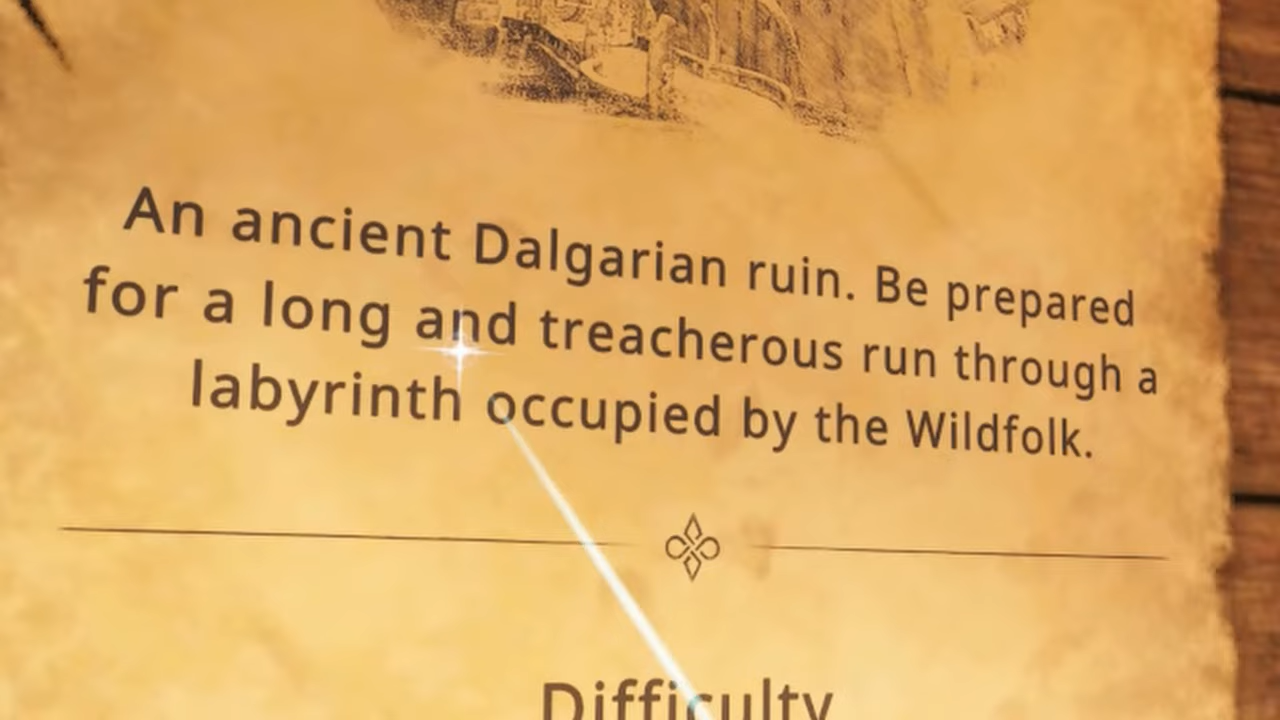 An ancient Dalgarian ruin. Be prepared
for a long and treacherous run through a
labyrinth occupied by the Wildfolk.
Difficulty